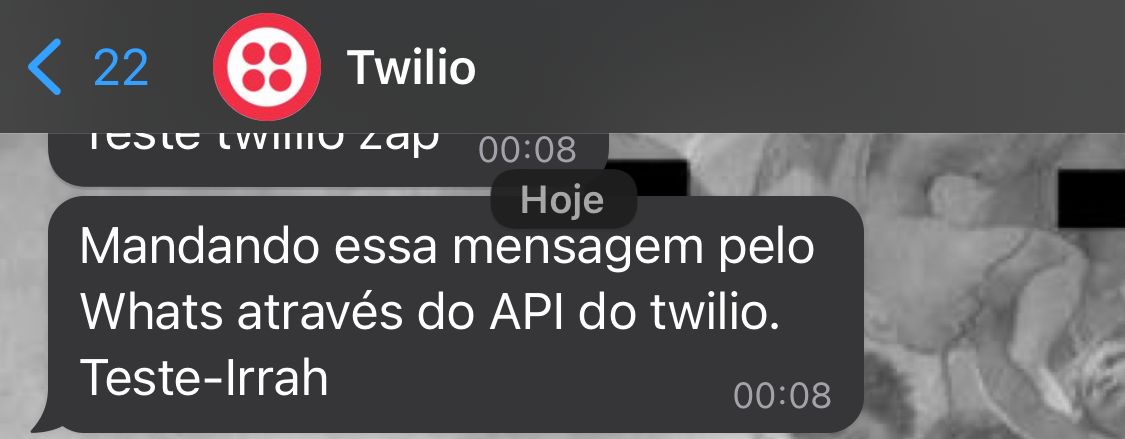 22
Twilio
Teste twilio zap
00:08
Hoje
Mandando essa mensagem pelo
Whats através do API do twilio.
Teste-Irrah
00:08